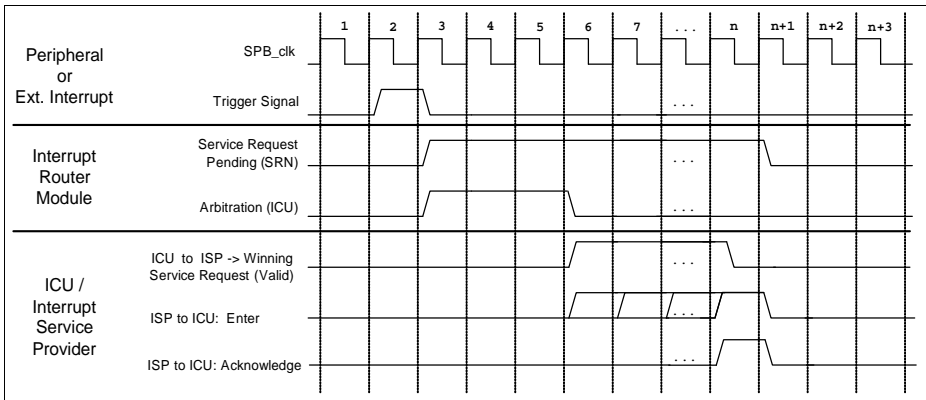 1 2 3 4 5 6 7 ... n n+1 n+2 n+3
Peripheral
or
Ext. Interrupt
SPB_clk
Trigger Signal
...
Interrupt
Router
Module
Service Request
Pending (SRN)
...
Arbitration (ICU)
...
ICU /
Interrupt
Service
Provider
ICU to ISP -> Winning
Service Request (Valid)
...
ISP to ICU: Enter
...
ISP to ICU: Acknowledge
...